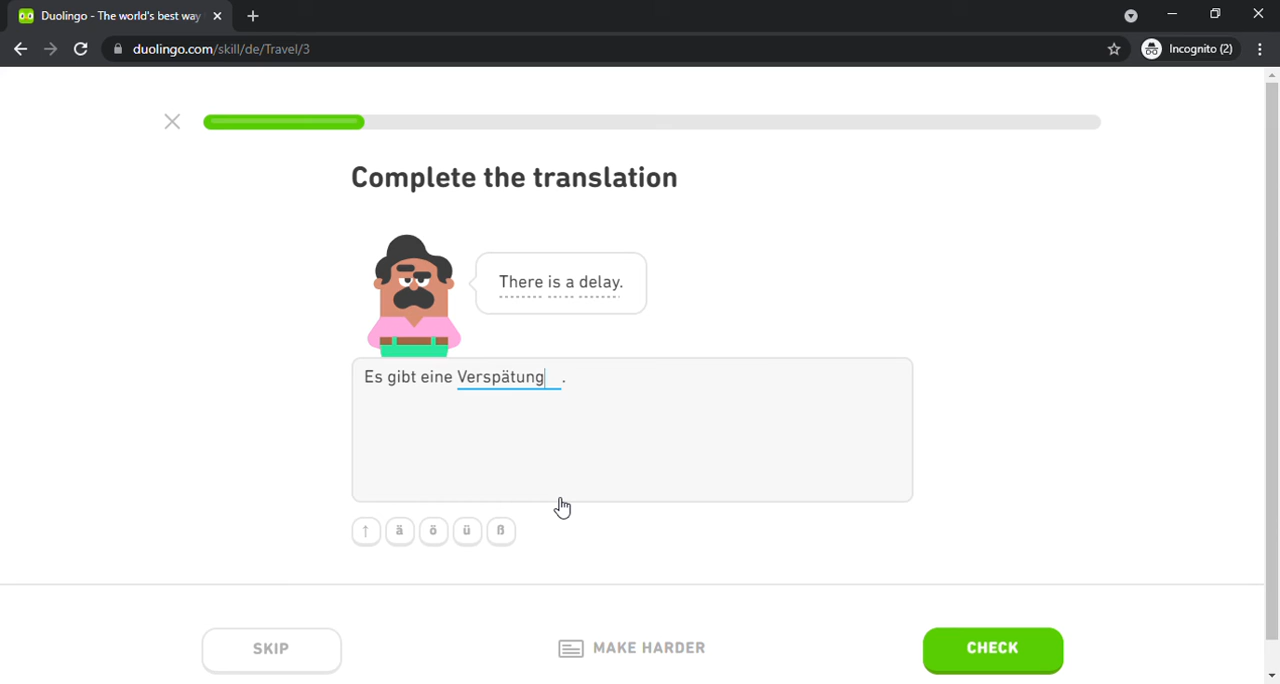 Duolingo - The world's best way
duolingo.com/skill/de/Travel/3
Incognito (2)
Complete the translation
There is a delay.
Es gibt eine Verspätung .
↑ ä ö ü ß
SKIP
MAKE HARDER
CHECK